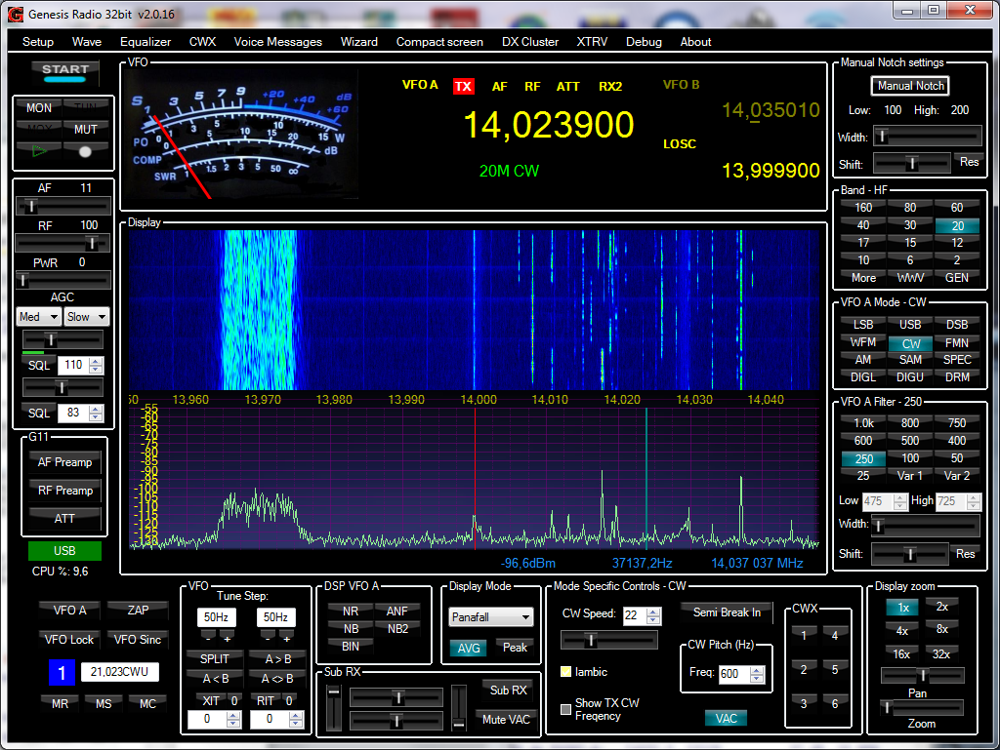 Genesis Radio 32bit v2.0.16
Setup Wave Equalizer CWX Voice Messages Wizard Compact screen DX Cluster XTRV Debug About
START
MON TUN
MOX MUT
AF 11
RF 100
PWR 0
AGC
Med Slow
SQL 110
SQL 83
G11
AF Preamp
RF Preamp
ATT
USB
CPU %: 9,6
VFO
S 1 3 5 7 9 +20 +40 +60 dB
PO 0 1 3 5 10 15 W
COMP 0 5 10 15 20 dB
SWR 1 1.5 2 3 5 50 ∞
VFO A TX AF RF ATT RX2
14,023900
20M CW
VFO B
14,035010
LOSC
13,999900
Display
13,960 13,970 13,980 13,990 14,000 14,010 14,020 14,030 14,040
-55
-60
-65
-70
-75
-80
-85
-90
-95
-100
-105
-110
-115
-120
-125
-130
-96,6dBm 37137,2Hz 14,037 037 MHz
Manual Notch settings
Manual Notch
Low: 100 High: 200
Width:
Shift: Res
Band - HF
160 80 60
40 30 20
17 15 12
10 6 2
More WWV GEN
VFO A Mode - CW
LSB USB DSB
WFM CW FMN
AM SAM SPEC
DIGL DIGU DRM
VFO A Filter - 250
1.0k 800 750
600 500 400
250 100 50
25 Var 1 Var 2
Low 475 High 725
Width:
Shift: Res
VFO A ZAP
VFO Lock VFO Sinc
1 21,023CWU
MR MS MC
VFO
Tune Step:
50Hz 50Hz
- + - +
SPLIT A > B
A < B A <> B
XIT 0 RIT 0
0 0
DSP VFO A
NR ANF
NB NB2
BIN
Sub RX
Sub RX
Mute VAC
Display Mode
Panafall
AVG Peak
Mode Specific Controls - CW
CW Speed: 22
Semi Break In
Iambic
CW Pitch (Hz)
Freq: 600
Show TX CW
Freqency
VAC
CWX
1 4
2 5
3 6
Display zoom
1x 2x
4x 8x
16x 32x
Pan
Zoom